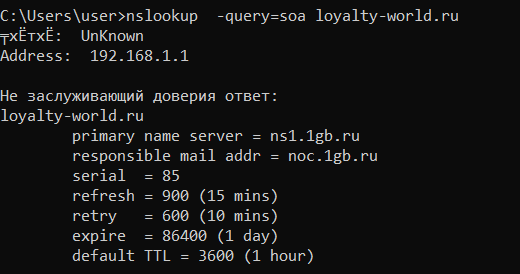 C:\Users\user>nslookup  -query=soa loyalty-world.ru
╤хЁтхЁ:  UnKnown
Address:  192.168.1.1
Не заслуживающий доверия ответ:
loyalty-world.ru
        primary name server = ns1.1gb.ru
        responsible mail addr = noc.1gb.ru
        serial  = 85
        refresh = 900 (15 mins)
        retry   = 600 (10 mins)
        expire  = 86400 (1 day)
        default TTL = 3600 (1 hour)